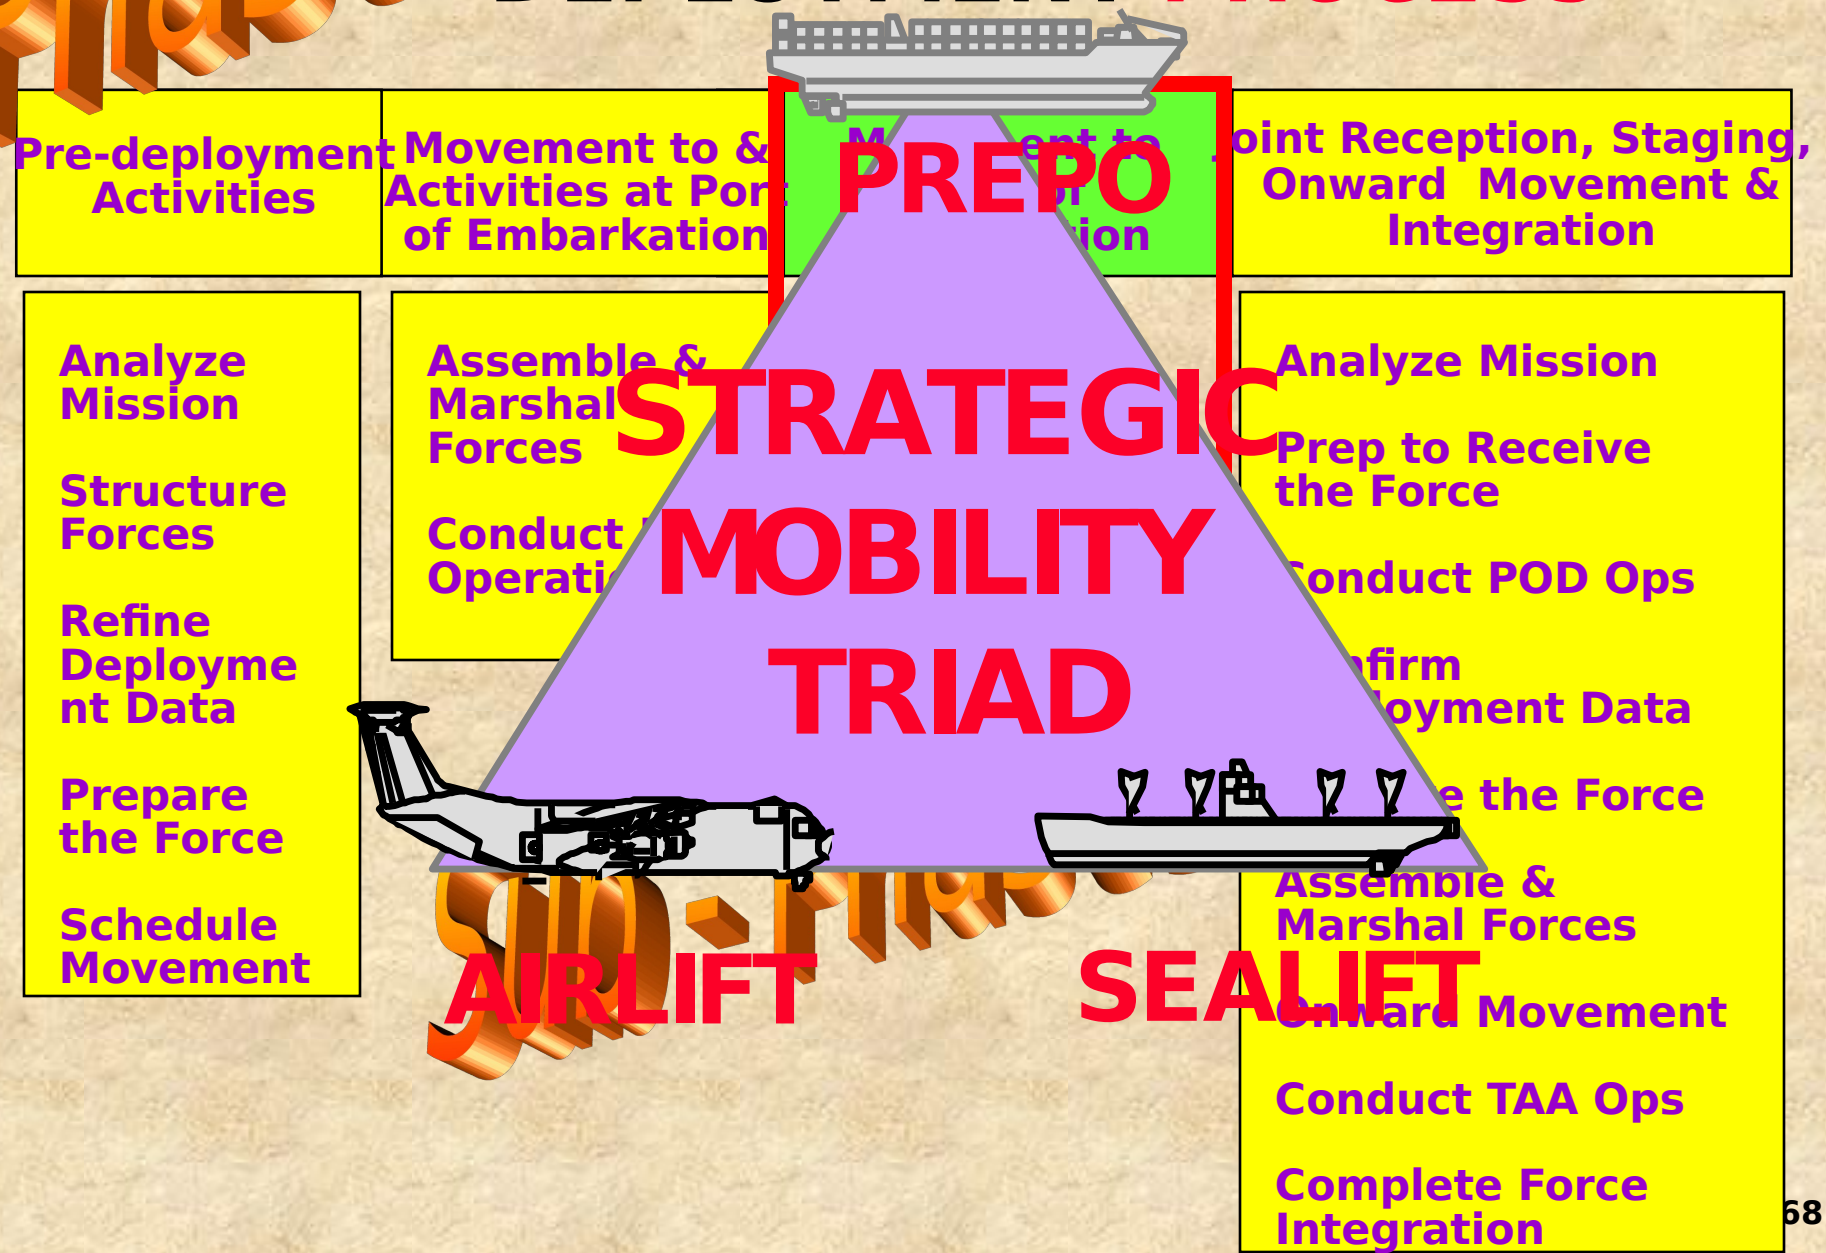 DEPLOYMENT PROCESS
Pre-deployment
Activities
Movement to &
Activities at Port
of Embarkation
PREPO
Joint Reception, Staging,
Onward Movement &
Integration
Analyze
Mission
Structure
Forces
Refine
Deployme
nt Data
Prepare
the Force
Schedule
Movement
Assemble &
Marshal
Forces
Conduct
STRATEGIC
MOBILITY
TRIAD
Analyze Mission
Prep to Receive
the Force
Conduct POD Ops
Data
the Force
Assemble &
Marshal Forces
Onward Movement
Conduct TAA Ops
Complete Force
Integration
AIRLIFT
SEALIFT
68